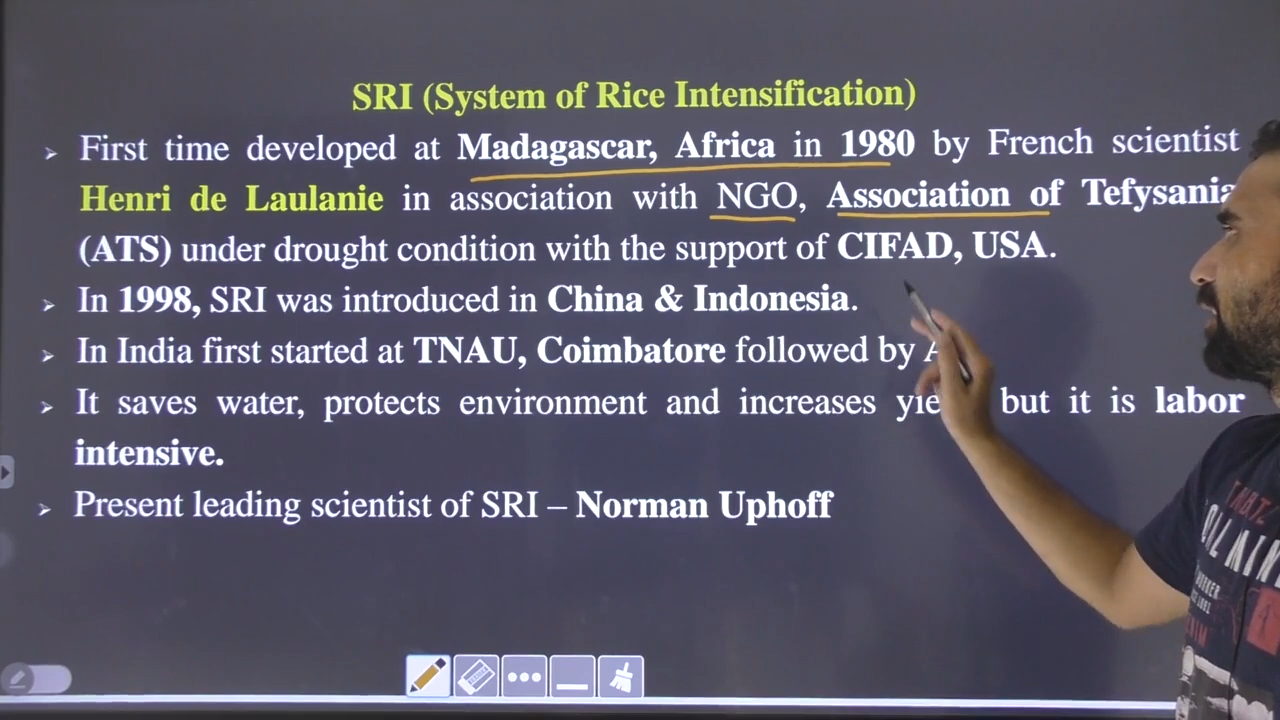 SRI (System of Rice Intensification)
➢ First time developed at Madagascar, Africa in 1980 by French scientist
Henri de Laulanie in association with NGO, Association of Tefysania
(ATS) under drought condition with the support of CIFAD, USA.
➢ In 1998, SRI was introduced in China & Indonesia.
➢ In India first started at TNAU, Coimbatore followed by
➢ It saves water, protects environment and increases but it is labor
intensive.
➢ Present leading scientist of SRI – Norman Uphoff